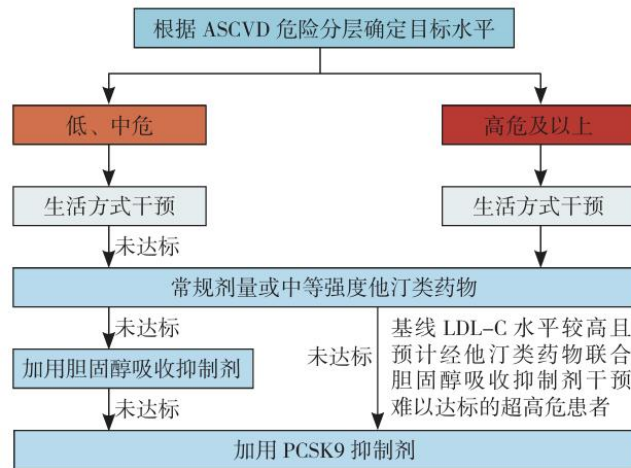 根据 ASCVD 危险分层确定目标水平
低、中危
高危及以上
生活方式干预
生活方式干预
未达标
常规剂量或中等强度他汀类药物
未达标
未达标
基线 LDL-C 水平较高且
预计经他汀类药物联合
胆固醇吸收抑制剂干预
难以达标的超高危患者
加用胆固醇吸收抑制剂
未达标
加用 PCSK9 抑制剂